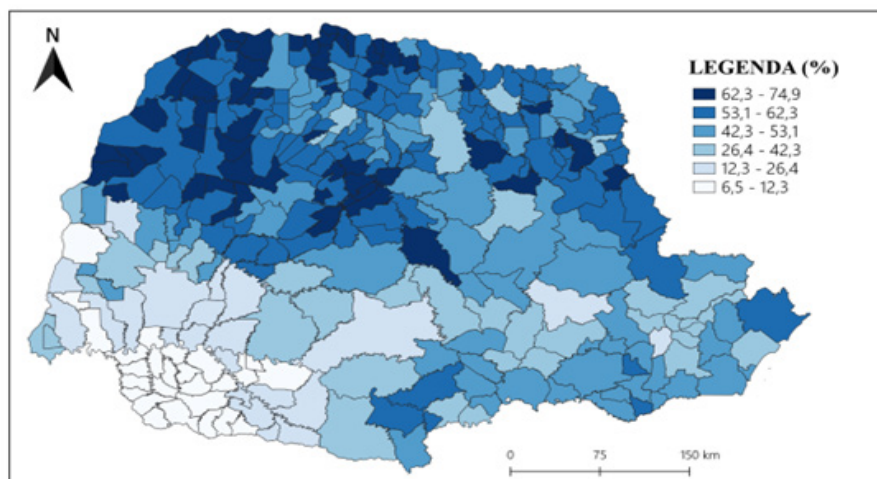 N
LEGENDA (%)
62,3 - 74,9
53,1 - 62,3
42,3 - 53,1
26,4 - 42,3
12,3 - 26,4
6,5 - 12,3
0 75 150 km